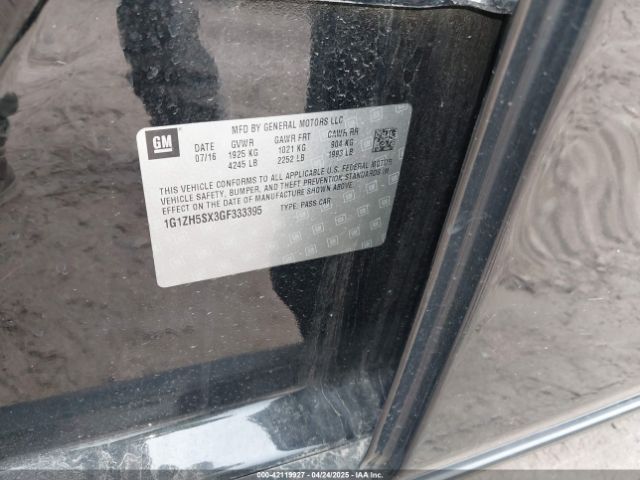 GM
MFD BY GENERAL MOTORS LLC
DATE GVWR GAWR FRT GAWR RR
07/16 1925 KG 1021 KG 904 KG
4245 LB 2252 LB 1993 LB
THIS VEHICLE CONFORMS TO ALL APPLICABLE U.S. FEDERAL MOTOR
VEHICLE SAFETY, BUMPER, AND THEFT PREVENTION STANDARDS IN
EFFECT ON THE DATE OF MANUFACTURE SHOWN ABOVE.
1G1ZH5SX3GF333395 TYPE: PASS CAR
000-42119927 - 04/24/2025 - IAA Inc.